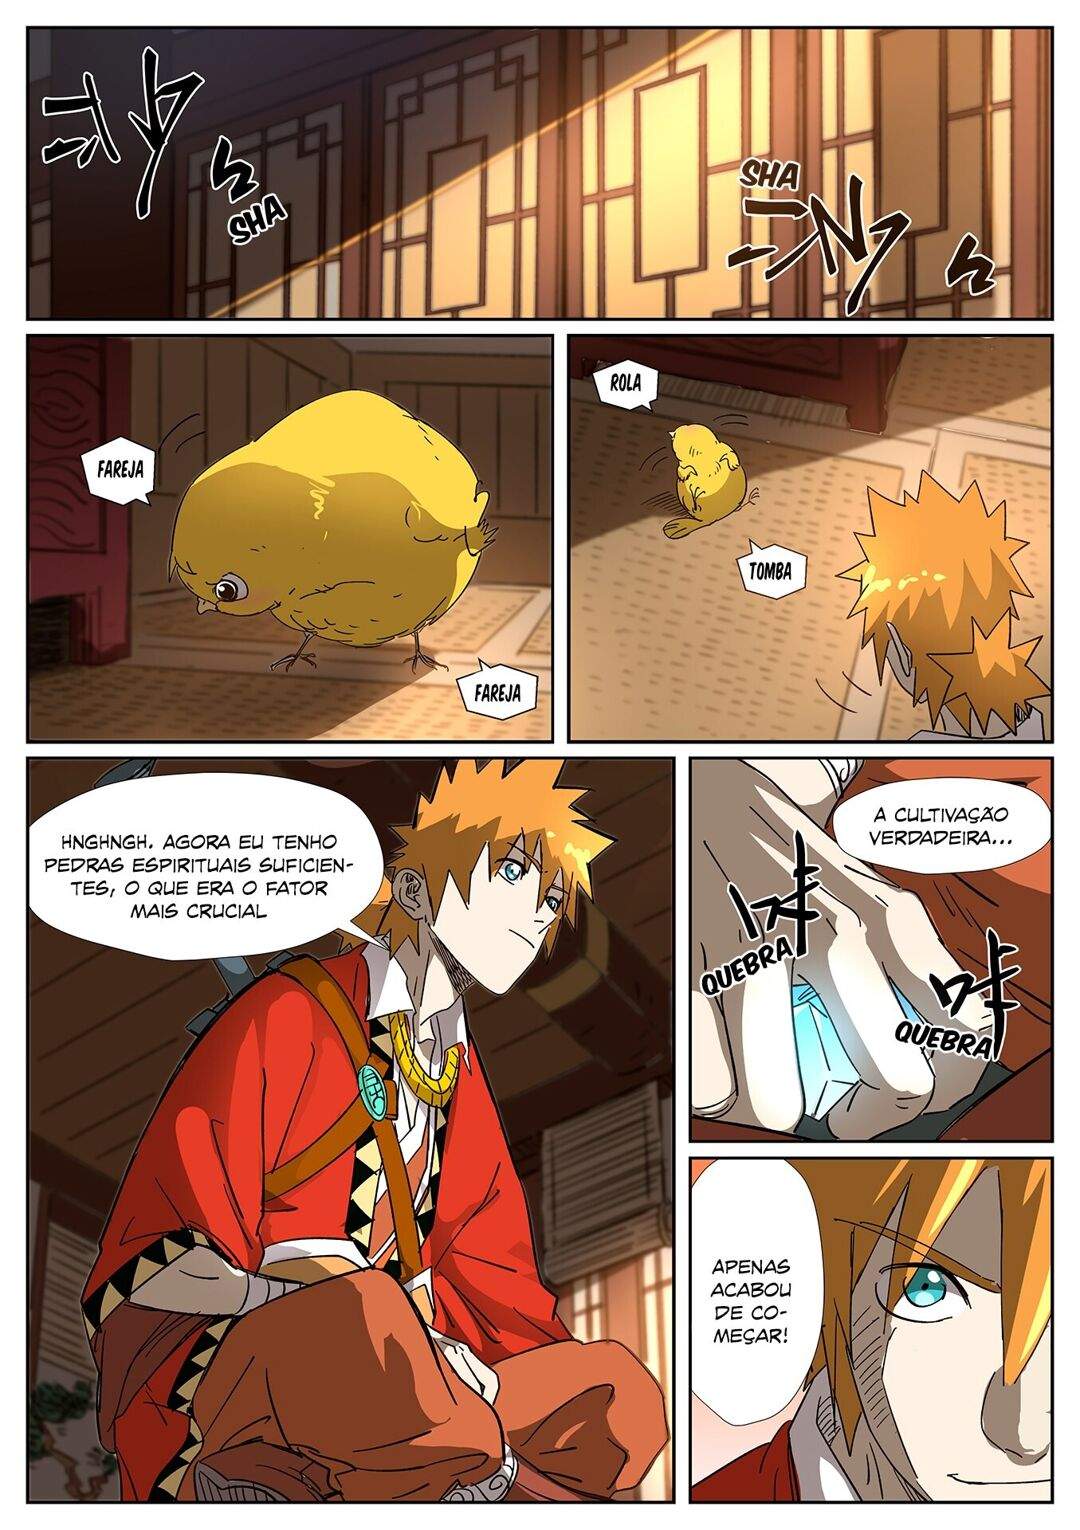 SHA
SHA
FAREJA
FAREJA
ROLA
TOMBA
HNGHNGH. AGORA EU TENHO
PEDRAS ESPIRITUAIS SUFICIEN-
TES, O QUE ERA O FATOR
MAIS CRUCIAL
A CULTIVAÇÃO
VERDADEIRA...
QUEBRA
QUEBRA
APENAS
ACABOU
DE CO-
MEÇAR!